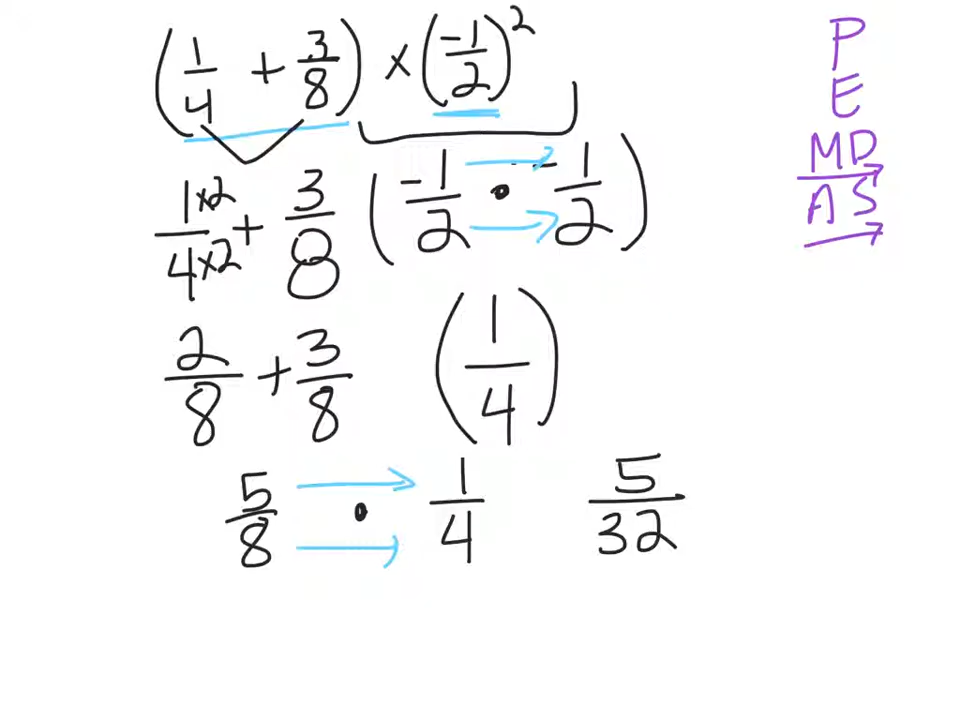 (1/4 + 3/8) × (-1/2)²
1×2/4×2 + 3/8 (-1/2 · -1/2)
2/8 + 3/8 (1/4)
5/8 · 1/4 5/32
P
E
MD
AS